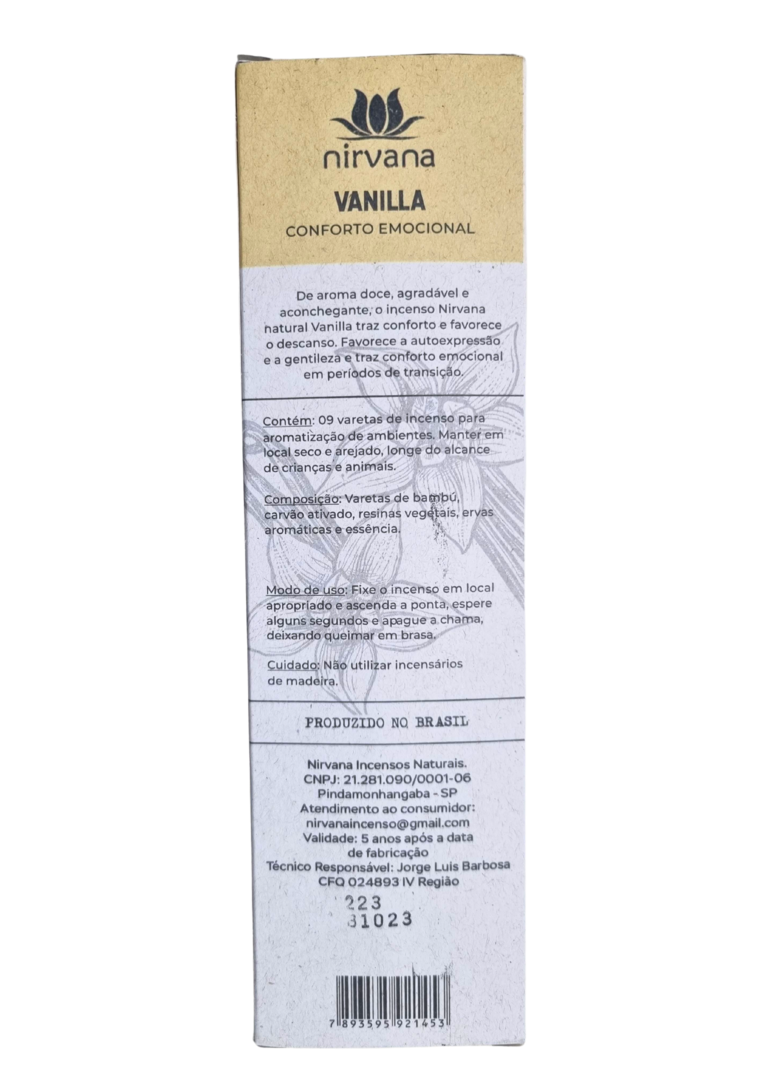 nirvana
VANILLA
CONFORTO EMOCIONAL
De aroma doce, agradável e
aconchegante, o incenso Nirvana
natural Vanilla traz conforto e favorece
o descanso. Favorece a autoexpressão
e a gentileza e traz conforto emocional
em períodos de transição.
Contém: 09 varetas de incenso para
aromatização de ambientes. Manter em
local seco e arejado, longe do alcance
de crianças e animais.
Composição: Varetas de bambú,
carvão ativado, resinas vegetais, ervas
aromáticas e essência.
Modo de uso: Fixe o incenso em local
apropriado e ascenda a ponta, espere
alguns segundos e apague a chama,
deixando queimar em brasa.
Cuidado: Não utilizar incensários
de madeira.
PRODUZIDO NO BRASIL
Nirvana Incensos Naturais.
CNPJ: 21.281.090/0001-06
Pindamonhangaba - SP
Atendimento ao consumidor:
nirvanaincenso@gmail.com
Validade: 5 anos após a data
de fabricação
Técnico Responsável: Jorge Luis Barbosa
CFQ 024893 IV Região
223
31023
7 893595 921453